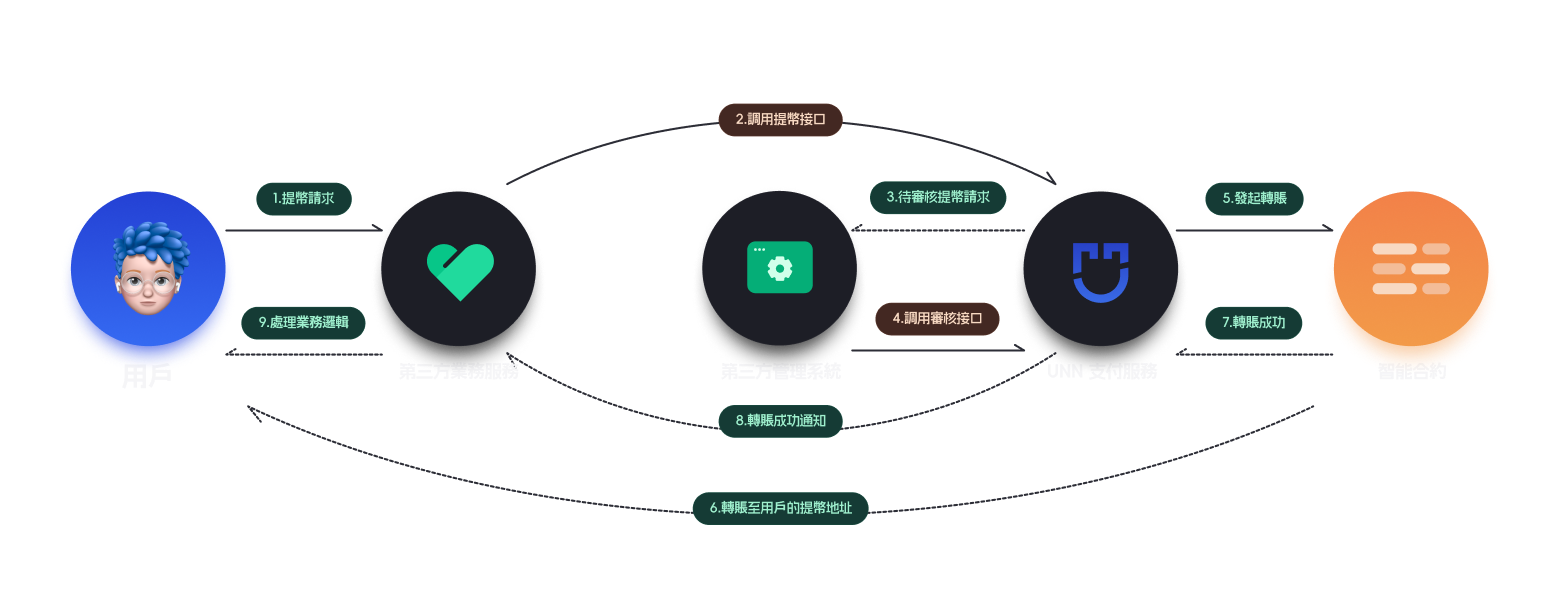 2.調用提幣接口
1.提幣請求
3.待審核提幣請求
5.發起轉賬
9.處理業務邏輯
4.調用審核接口
7.轉賬成功
用戶
第三方業務服務
第三方管理系統
UNN 支付服務
智能合約
8.轉賬成功通知
6.轉賬至用戶的提幣地址